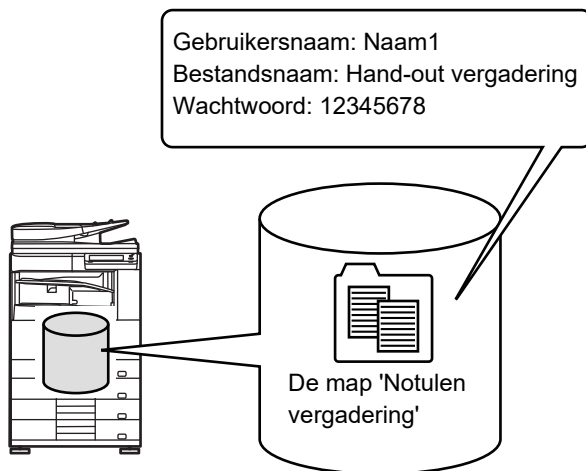 Gebruikersnaam: Naam1
Bestandsnaam: Hand-out vergadering
Wachtwoord: 12345678
De map 'Notulen
vergadering'